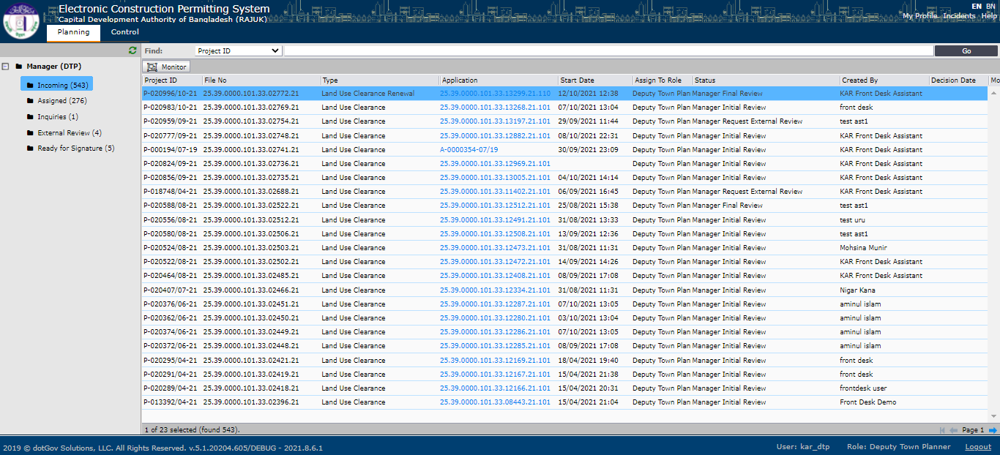 Electronic Construction Permitting System
EN BN
Capital Development Authority of Bangladesh (RAJUK)
My Profile Incidents Help
Planning Control
Find: Project ID Go
Manager (DTP)
Incoming (543)
Assigned (276)
Inquiries (1)
External Review (4)
Ready for Signature (5)
Monitor
Project ID File No Type Application Start Date Assign To Role Status Created By Decision Date Mo
P-020996/10-21 25.39.0000.101.33.02772.21 Land Use Clearance Renewal 25.39.0000.101.33.13299.21.110 12/10/2021 12:38 Deputy Town Plan Manager Final Review KAR Front Desk Assistant
P-020983/10-21 25.39.0000.101.33.02769.21 Land Use Clearance 25.39.0000.101.33.13268.21.101 07/10/2021 13:04 Deputy Town Plan Manager Initial Review front desk
P-020959/09-21 25.39.0000.101.33.02754.21 Land Use Clearance 25.39.0000.101.33.13197.21.101 29/09/2021 11:44 Deputy Town Plan Manager Request External Review test ast1
P-020777/09-21 25.39.0000.101.33.02748.21 Land Use Clearance 25.39.0000.101.33.12882.21.101 08/10/2021 22:31 Deputy Town Plan Manager Initial Review KAR Front Desk Assistant
P-000194/07-19 25.39.0000.101.33.02741.21 Land Use Clearance A-0000354-07/19 30/09/2021 23:09 Deputy Town Plan Manager Initial Review KAR Front Desk Assistant
P-020824/09-21 25.39.0000.101.33.02736.21 Land Use Clearance 25.39.0000.101.33.12969.21.101 Deputy Town Plan Manager Initial Review KAR Front Desk Assistant
P-020856/09-21 25.39.0000.101.33.02735.21 Land Use Clearance 25.39.0000.101.33.13005.21.101 04/10/2021 14:14 Deputy Town Plan Manager Initial Review KAR Front Desk Assistant
P-018748/04-21 25.39.0000.101.33.02688.21 Land Use Clearance 25.39.0000.101.33.11402.21.101 06/09/2021 16:45 Deputy Town Plan Manager Request External Review KAR Front Desk Assistant
P-020588/08-21 25.39.0000.101.33.02522.21 Land Use Clearance 25.39.0000.101.33.12512.21.101 25/08/2021 15:38 Deputy Town Plan Manager Final Review test ast1
P-020556/08-21 25.39.0000.101.33.02512.21 Land Use Clearance 25.39.0000.101.33.12491.21.101 31/08/2021 13:33 Deputy Town Plan Manager Initial Review test uru
P-020580/08-21 25.39.0000.101.33.02506.21 Land Use Clearance 25.39.0000.101.33.12508.21.101 13/09/2021 12:36 Deputy Town Plan Manager Initial Review test ast1
P-020524/08-21 25.39.0000.101.33.02503.21 Land Use Clearance 25.39.0000.101.33.12473.21.101 31/08/2021 11:31 Deputy Town Plan Manager Initial Review Mohsina Munir
P-020522/08-21 25.39.0000.101.33.02502.21 Land Use Clearance 25.39.0000.101.33.12472.21.101 14/09/2021 14:26 Deputy Town Plan Manager Initial Review KAR Front Desk Assistant
P-020464/08-21 25.39.0000.101.33.02485.21 Land Use Clearance 25.39.0000.101.33.12408.21.101 08/09/2021 17:08 Deputy Town Plan Manager Initial Review KAR Front Desk Assistant
P-020407/07-21 25.39.0000.101.33.02466.21 Land Use Clearance 25.39.0000.101.33.12334.21.101 31/08/2021 11:31 Deputy Town Plan Manager Initial Review Nigar Kana
P-020376/06-21 25.39.0000.101.33.02451.21 Land Use Clearance 25.39.0000.101.33.12287.21.101 07/10/2021 13:05 Deputy Town Plan Manager Initial Review aminul islam
P-020362/06-21 25.39.0000.101.33.02450.21 Land Use Clearance 25.39.0000.101.33.12280.21.101 03/10/2021 13:04 Deputy Town Plan Manager Initial Review aminul islam
P-020374/06-21 25.39.0000.101.33.02449.21 Land Use Clearance 25.39.0000.101.33.12286.21.101 07/10/2021 13:05 Deputy Town Plan Manager Initial Review aminul islam
P-020372/06-21 25.39.0000.101.33.02448.21 Land Use Clearance 25.39.0000.101.33.12285.21.101 08/09/2021 17:08 Deputy Town Plan Manager Initial Review aminul islam
P-020295/04-21 25.39.0000.101.33.02421.21 Land Use Clearance 25.39.0000.101.33.12169.21.101 18/04/2021 19:40 Deputy Town Plan Manager Initial Review front desk
P-020291/04-21 25.39.0000.101.33.02419.21 Land Use Clearance 25.39.0000.101.33.12167.21.101 15/04/2021 21:38 Deputy Town Plan Manager Initial Review front desk
P-020289/04-21 25.39.0000.101.33.02418.21 Land Use Clearance 25.39.0000.101.33.12166.21.101 15/04/2021 20:31 Deputy Town Plan Manager Initial Review frontdesk user
P-013392/04-21 25.39.0000.101.33.02396.21 Land Use Clearance 25.39.0000.101.33.08443.21.101 15/04/2021 21:04 Deputy Town Plan Manager Initial Review Front Desk Demo
1 of 23 selected (found 543). Page 1
2019 © dotGov Solutions, LLC. All Rights Reserved. v.5.1.20204.605/DEBUG - 2021.8.6.1 User: kar_dtp Role: Deputy Town Planner Logout